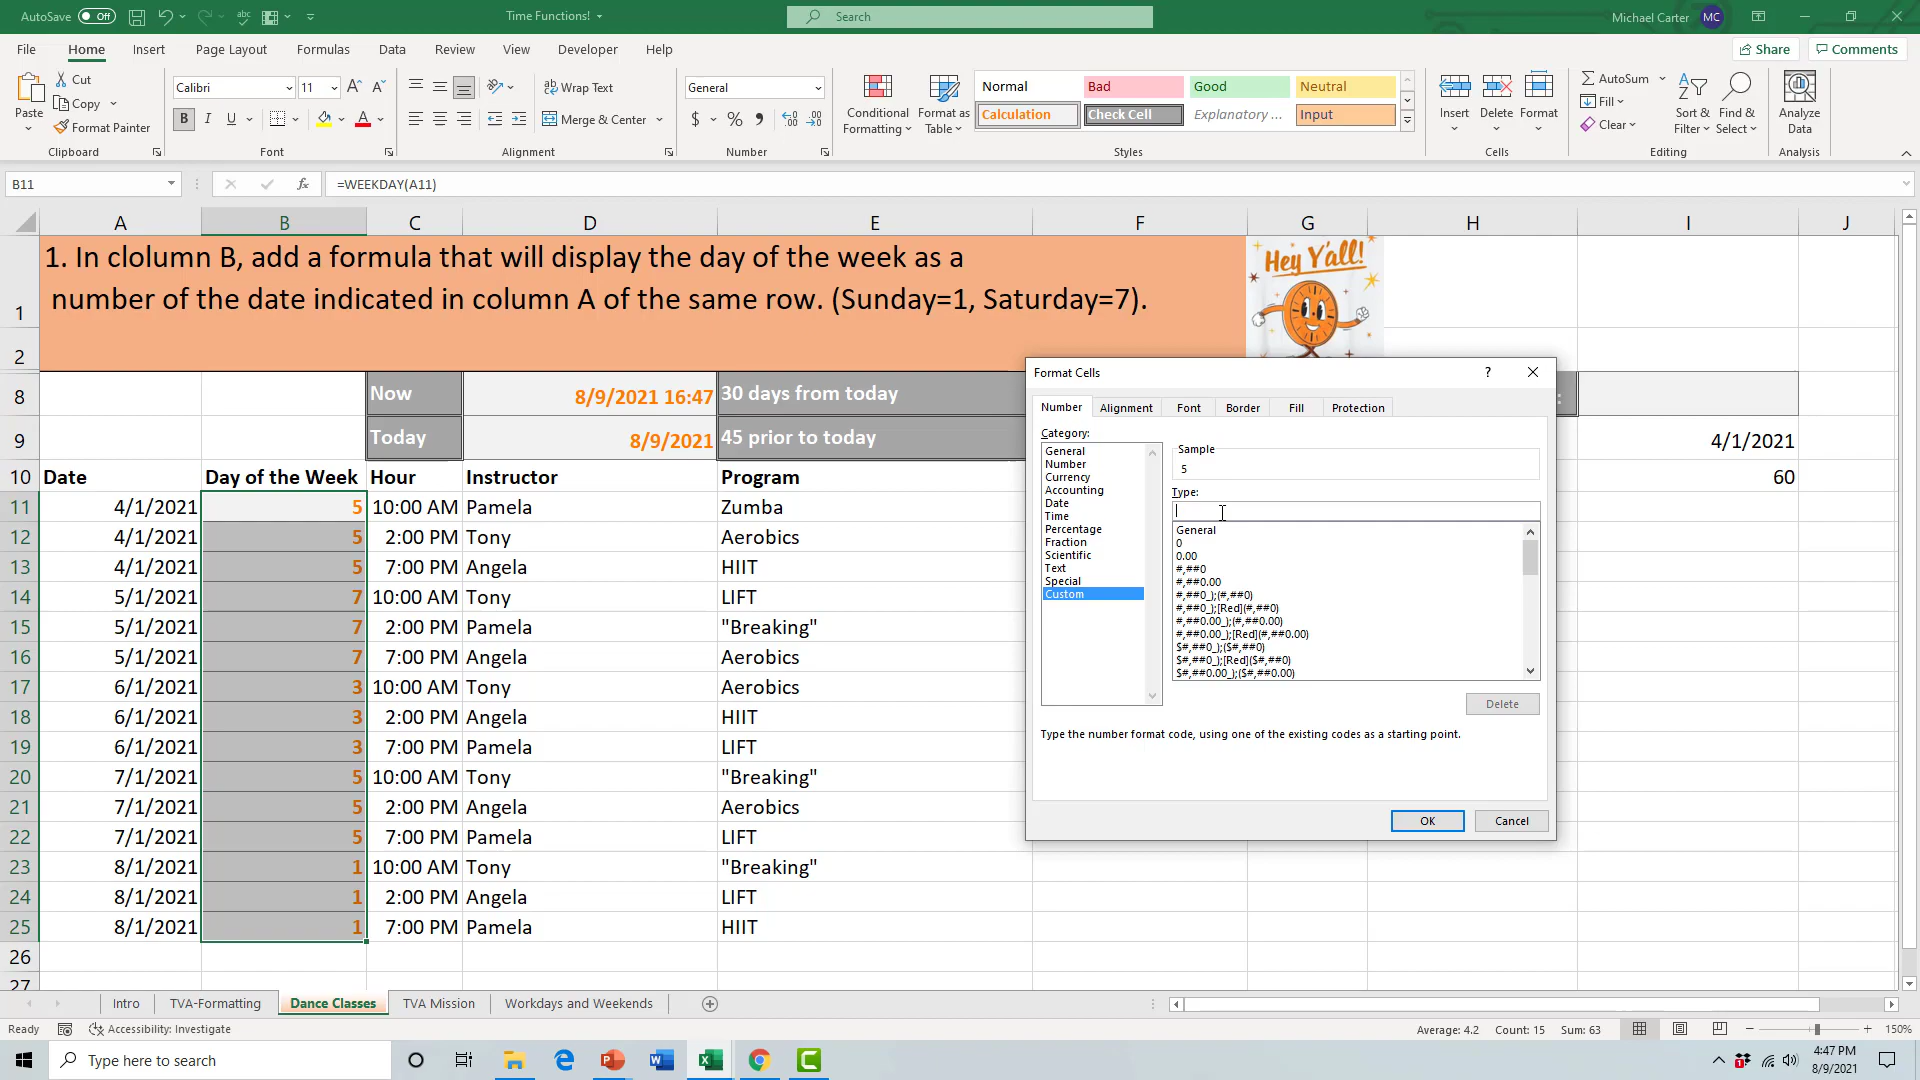 AutoSave Off
Time Functions!
Search
Michael Carter MC
File Home Insert Page Layout Formulas Data Review View Developer Help Share Comments
Paste
Cut
Copy
Format Painter
Clipboard
Calibri 11
B I U
Font
Wrap Text
Merge & Center
Alignment
General
$ % 9
Number
Conditional Formatting
Format as Table
Normal Bad Good Neutral
Calculation Check Cell Explanatory ... Input
Styles
Insert Delete Format
Cells
AutoSum
Fill
Clear
Sort & Filter
Find & Select
Editing
Analyze Data
Analysis
B11 fx =WEEKDAY(A11)
A B C D E F G H I J
1 1. In clolumn B, add a formula that will display the day of the week as a
number of the date indicated in column A of the same row. (Sunday=1, Saturday=7).
Hey Y'all!
2
8 Now 8/9/2021 16:47 30 days from today :
9 Today 8/9/2021 45 prior to today 4/1/2021
10 Date Day of the Week Hour Instructor Program 60
11 4/1/2021 5 10:00 AM Pamela Zumba
12 4/1/2021 5 2:00 PM Tony Aerobics
13 4/1/2021 5 7:00 PM Angela HIIT
14 5/1/2021 7 10:00 AM Tony LIFT
15 5/1/2021 7 2:00 PM Pamela "Breaking"
16 5/1/2021 7 7:00 PM Angela Aerobics
17 6/1/2021 3 10:00 AM Tony Aerobics
18 6/1/2021 3 2:00 PM Angela HIIT
19 6/1/2021 3 7:00 PM Pamela LIFT
20 7/1/2021 5 10:00 AM Tony "Breaking"
21 7/1/2021 5 2:00 PM Angela Aerobics
22 7/1/2021 5 7:00 PM Pamela LIFT
23 8/1/2021 1 10:00 AM Tony "Breaking"
24 8/1/2021 1 2:00 PM Angela LIFT
25 8/1/2021 1 7:00 PM Pamela HIIT
26
27
Format Cells ?
Number Alignment Font Border Fill Protection
Category:
General
Number
Currency
Accounting
Date
Time
Percentage
Fraction
Scientific
Text
Special
Custom
Sample
5
Type:
General
0
0.00
#,##0
#,##0.00
#,##0_);(#,##0)
#,##0_);[Red](#,##0)
#,##0.00_);(#,##0.00)
#,##0.00_);[Red](#,##0.00)
$#,##0_);($#,##0)
$#,##0_);[Red]($#,##0)
$#,##0.00_);($#,##0.00)
Delete
Type the number format code, using one of the existing codes as a starting point.
OK Cancel
Intro TVA-Formatting Dance Classes TVA Mission Workdays and Weekends
Ready Accessibility: Investigate Average: 4.2 Count: 15 Sum: 63 150%
Type here to search
4:47 PM
8/9/2021